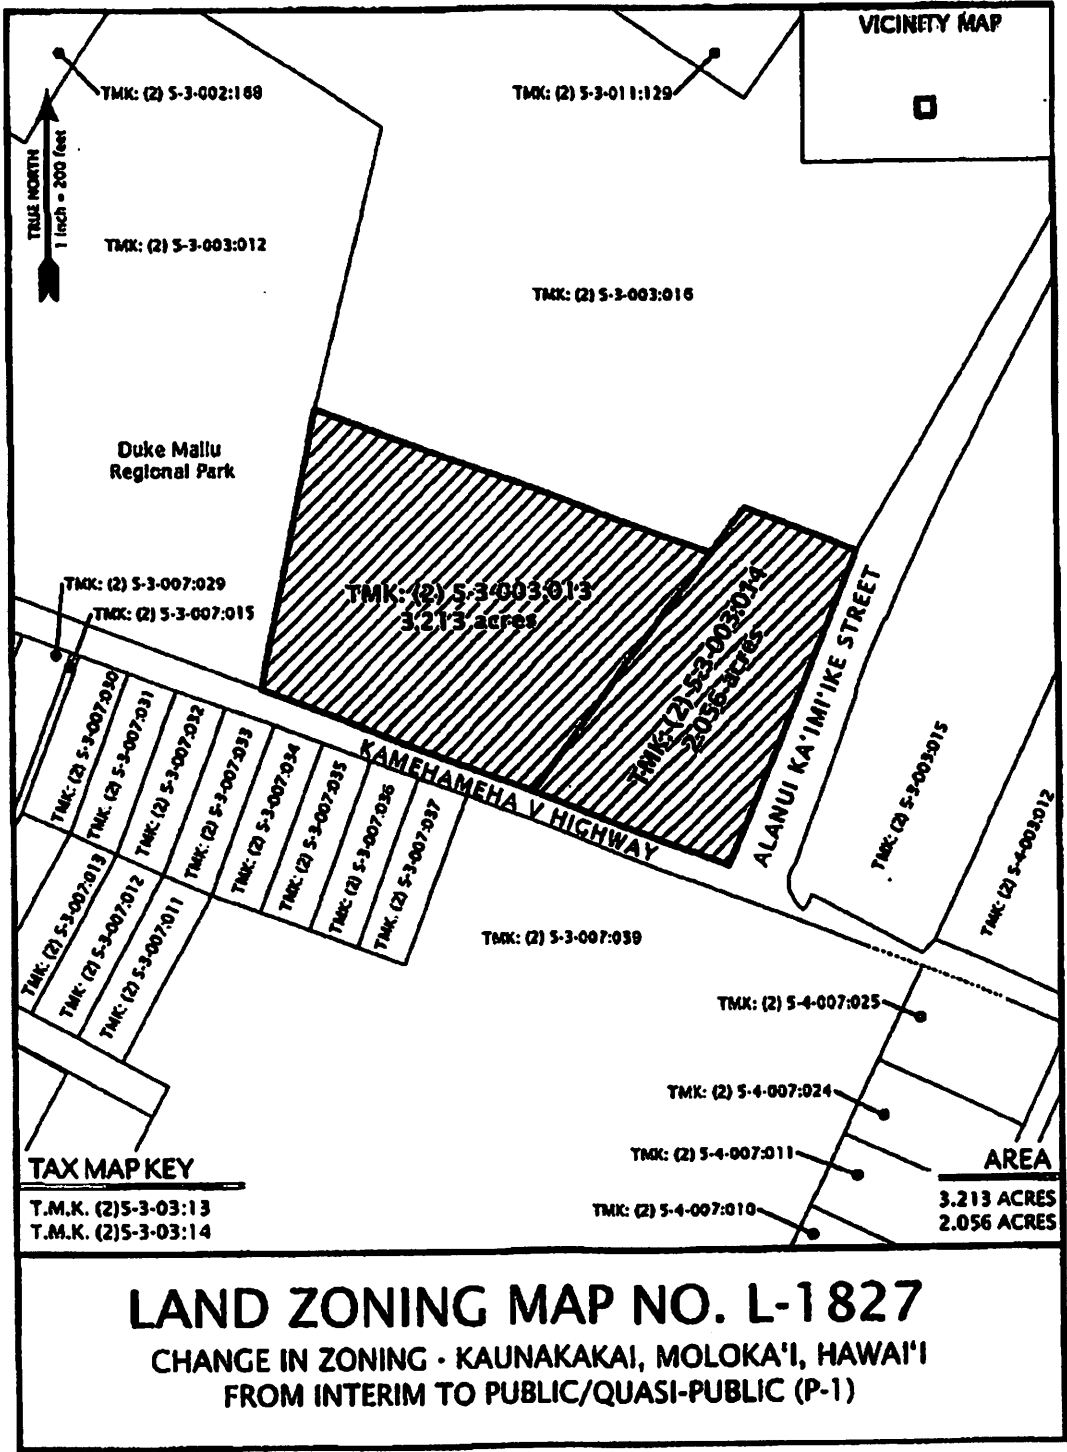 VICINITY MAP
TMK: (2) 5-3-002:168
TMK: (2) 5-3-011:129
TRUE NORTH
1 inch = 200 feet
TMK: (2) 5-3-003:012
TMK: (2) 5-3-003:016
Duke Maliu
Regional Park
TMK: (2) 5-3-007:029
TMK: (2) 5-3-007:015
TMK: (2) 5-3-003:013
3.213 acres
TMK: (2) 5-3-003:014
2.056 acres
ALANUI KA'IMI'IKE STREET
KAMEHAMEHA V HIGHWAY
TMK: (2) 5-3-007:030
TMK: (2) 5-3-007:031
TMK: (2) 5-3-007:032
TMK: (2) 5-3-007:033
TMK: (2) 5-3-007:034
TMK: (2) 5-3-007:035
TMK: (2) 5-3-007:036
TMK: (2) 5-3-007:037
TMK: (2) 5-3-003:015
TMK: (2) 5-4-003:012
TMK: (2) 5-3-007:013
TMK: (2) 5-3-007:012
TMK: (2) 5-3-007:011
TMK: (2) 5-3-007:039
TMK: (2) 5-4-007:025
TMK: (2) 5-4-007:024
TMK: (2) 5-4-007:011
TMK: (2) 5-4-007:010
TAX MAP KEY
T.M.K. (2)5-3-03:13
T.M.K. (2)5-3-03:14
AREA
3.213 ACRES
2.056 ACRES
LAND ZONING MAP NO. L-1827
CHANGE IN ZONING - KAUNAKAKAI, MOLOKA'I, HAWAI'I
FROM INTERIM TO PUBLIC/QUASI-PUBLIC (P-1)